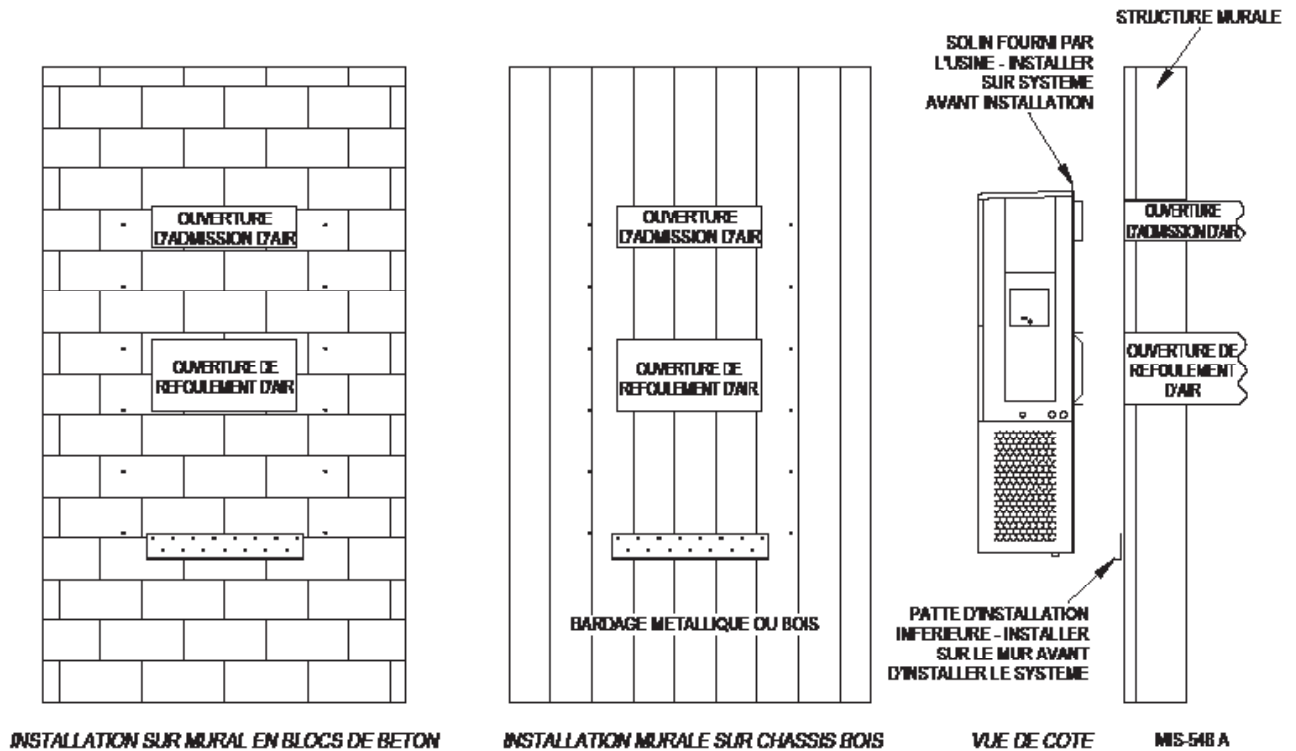 STRUCTURE MURALE
SOLIN FOURNI PAR
L'USINE - INSTALLER
SUR SYSTEME
AVANT INSTALLATION
OUVERTURE
D'ADMISSION D'AIR
OUVERTURE
D'ADMISSION D'AIR
OUVERTURE
D'ADMISSION D'AIR
OUVERTURE DE
REFOULEMENT D'AIR
OUVERTURE DE
REFOULEMENT D'AIR
OUVERTURE DE
REFOULEMENT
D'AIR
BARDAGE METALLIQUE OU BOIS
PATTE D'INSTALLATION
INFERIEURE - INSTALLER
SUR LE MUR AVANT
D'INSTALLER LE SYSTEME
INSTALLATION SUR MURAL EN BLOCS DE BETON
INSTALLATION MURALE SUR CHASSIS BOIS
VUE DE COTE
MIS-548 A